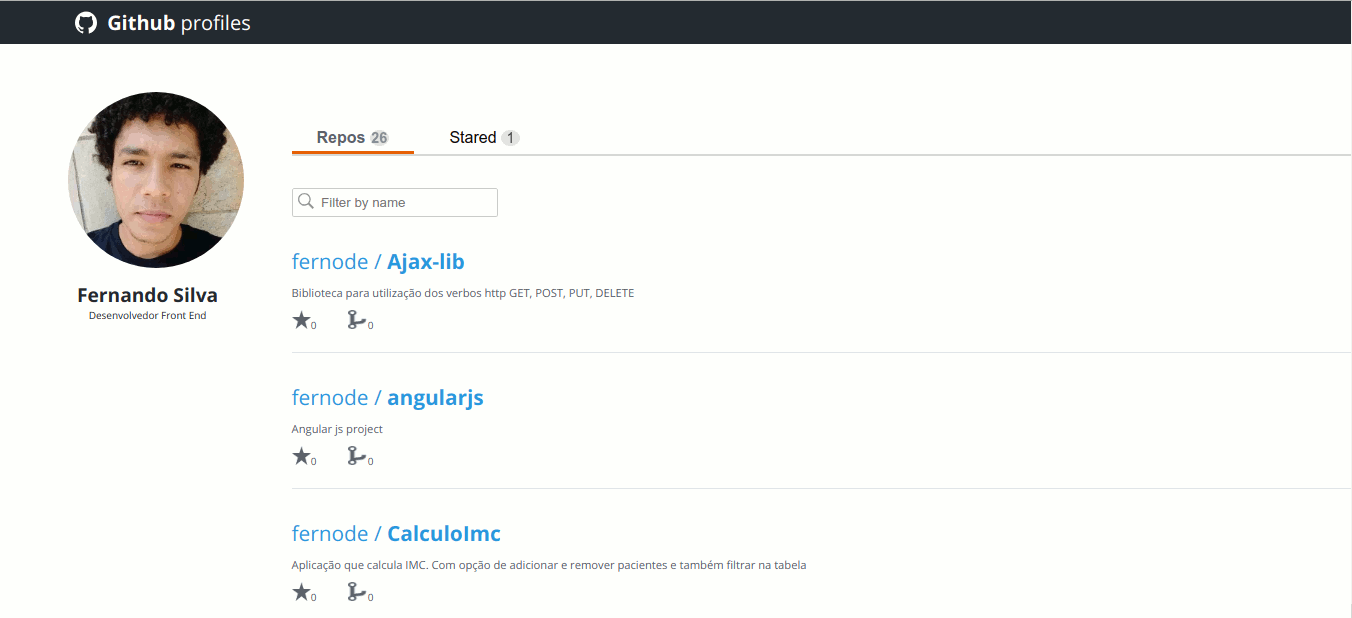 Github profiles
Repos 26 Stared 1
Filter by name
fernode / Ajax-lib
Biblioteca para utilização dos verbos http GET, POST, PUT, DELETE
0 0
Fernando Silva
Desenvolvedor Front End
fernode / angularjs
Angular js project
0 0
fernode / CalculoImc
Aplicação que calcula IMC. Com opção de adicionar e remover pacientes e também filtrar na tabela
0 0